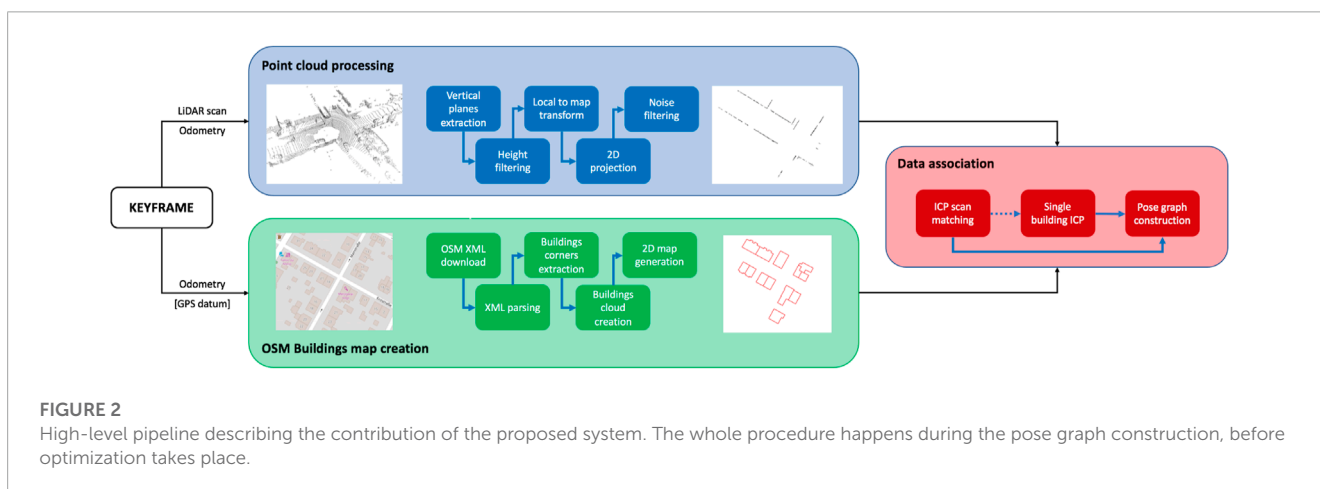 KEYFRAME
LiDAR scan
Odometry
Odometry
[GPS datum]
Point cloud processing
Vertical
planes
extraction
Height
filtering
Local to map
transform
2D
projection
Noise
filtering
OSM XML
download
XML parsing
Buildings
corners
extraction
Buildings
cloud
creation
2D map
generation
OSM Buildings map creation
Data association
ICP scan
matching
Single
building ICP
Pose graph
construction
FIGURE 2
High-level pipeline describing the contribution of the proposed system. The whole procedure happens during the pose graph construction, before
optimization takes place.